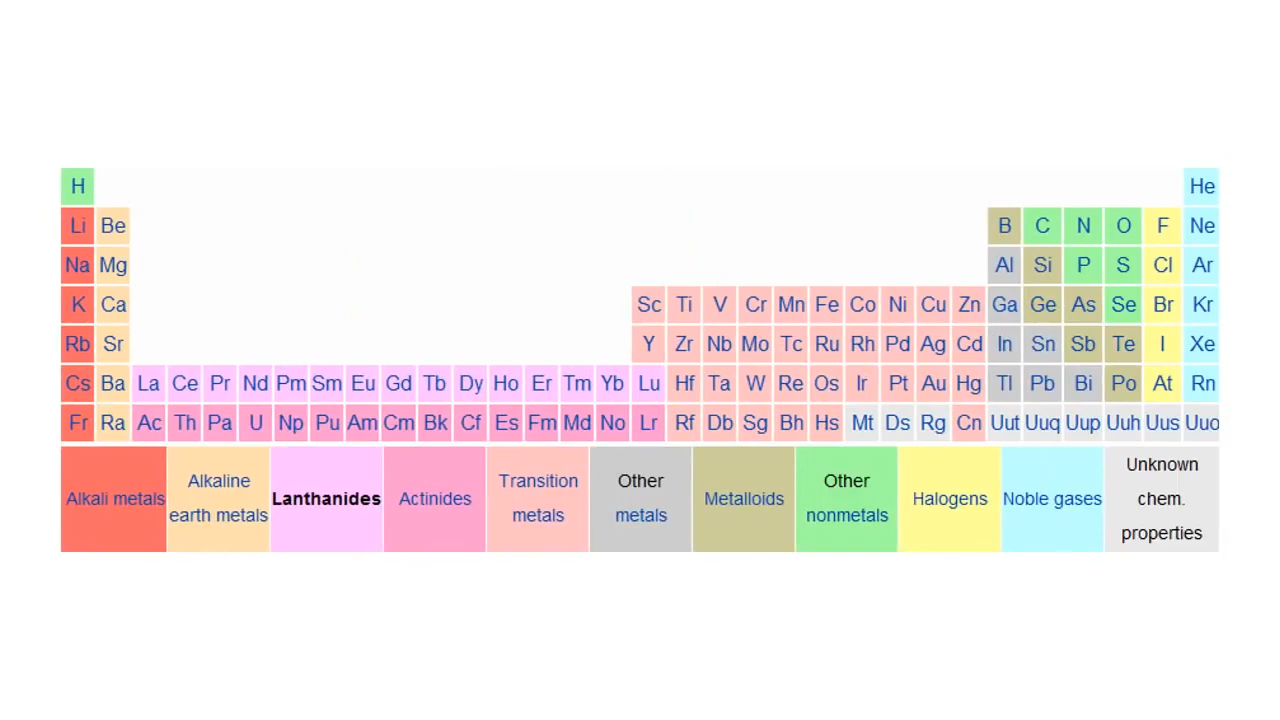 H He
Li Be B C N O F Ne
Na Mg Al Si P S Cl Ar
K Ca Sc Ti V Cr Mn Fe Co Ni Cu Zn Ga Ge As Se Br Kr
Rb Sr Y Zr Nb Mo Tc Ru Rh Pd Ag Cd In Sn Sb Te I Xe
Cs Ba La Ce Pr Nd Pm Sm Eu Gd Tb Dy Ho Er Tm Yb Lu Hf Ta W Re Os Ir Pt Au Hg Tl Pb Bi Po At Rn
Fr Ra Ac Th Pa U Np Pu Am Cm Bk Cf Es Fm Md No Lr Rf Db Sg Bh Hs Mt Ds Rg Cn Uut Uuq Uup Uuh Uus Uuo
Alkali metals
Alkaline
earth metals
Lanthanides
Actinides
Transition
metals
Other
metals
Metalloids
Other
nonmetals
Halogens
Noble gases
Unknown
chem.
properties